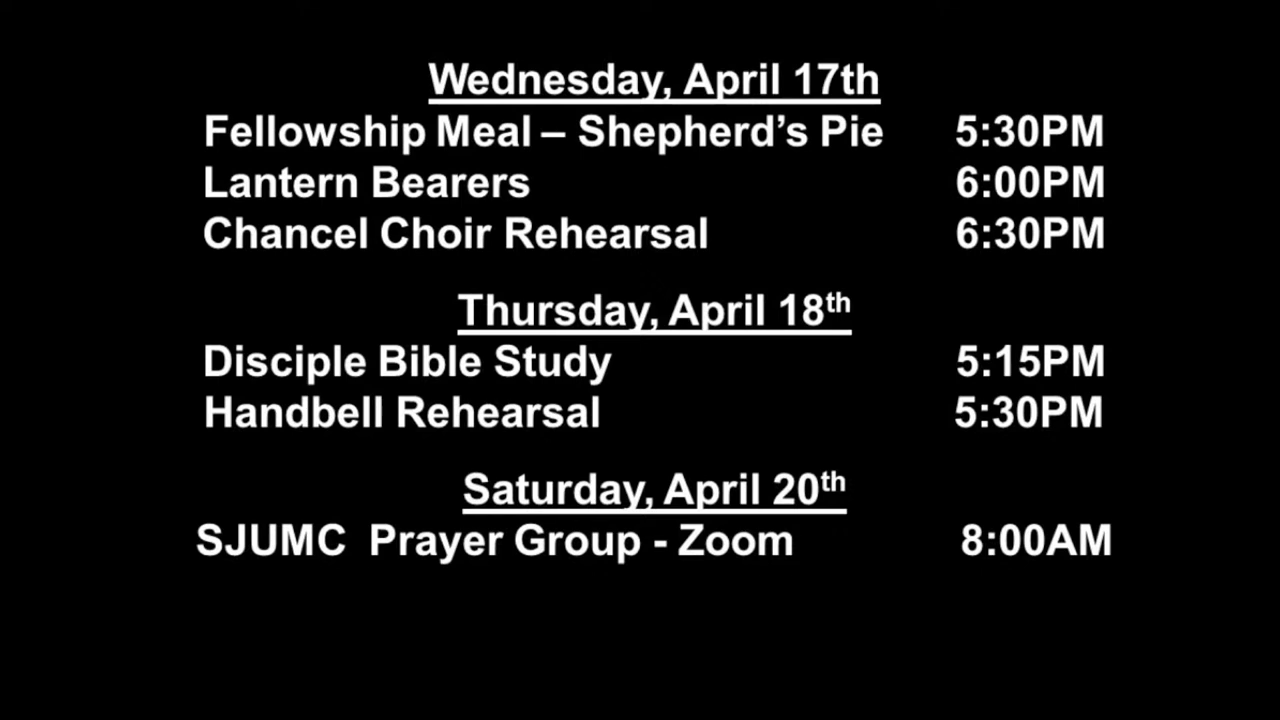 Wednesday, April 17th
Fellowship Meal – Shepherd’s Pie 5:30PM
Lantern Bearers 6:00PM
Chancel Choir Rehearsal 6:30PM
Thursday, April 18th
Disciple Bible Study 5:15PM
Handbell Rehearsal 5:30PM
Saturday, April 20th
SJUMC  Prayer Group - Zoom 8:00AM